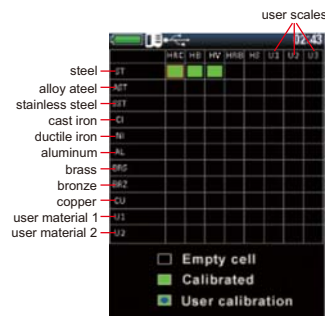 user scales
02:43
HRC HB HV HRB HS U1 U2 U3
steel ST
alloy ateel AST
stainless steel SST
cast iron CI
ductile iron NI
aluminum AL
brass BRS
bronze BRZ
copper CU
user material 1 U1
user material 2 U2
Empty cell
Calibrated
User calibration